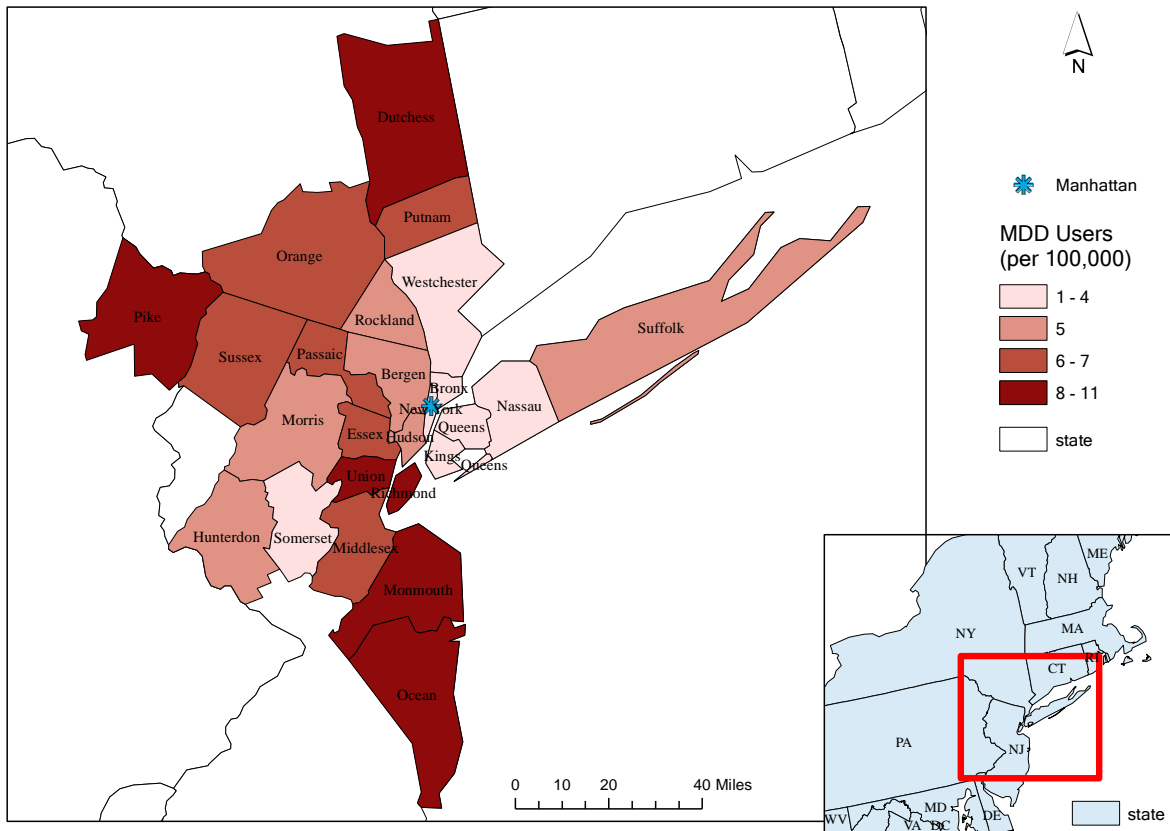 N
Manhattan
MDD Users
(per 100,000)
1 - 4
5
6 - 7
8 - 11
state
Dutchess
Putnam
Orange
Westchester
Pike
Rockland
Suffolk
Sussex
Passaic
Bergen
Bronx
Nassau
New York
Morris
Queens
Essex
Hudson
Kings
Queens
Union
Richmond
Hunterdon
Somerset
Middlesex
Monmouth
Ocean
0 10 20 40 Miles
ME
VT
NH
NY
MA
CT
RI
PA
NJ
MD
WV
VA
DC
DE
state